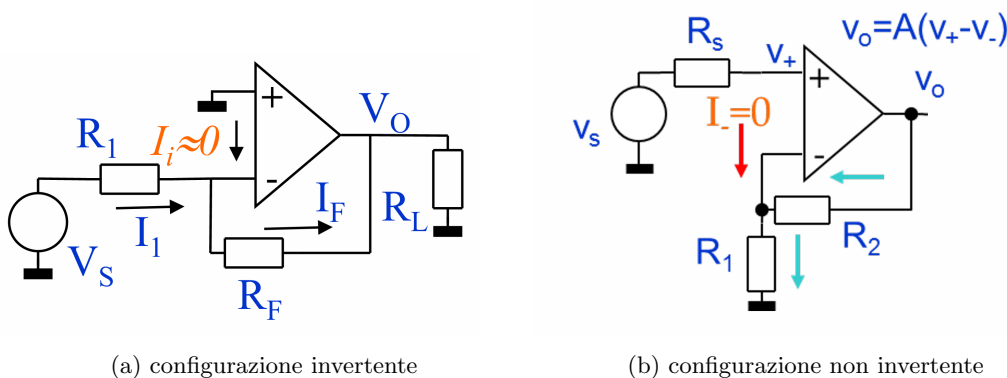 +
V_O
R_1
I_i≈0
-
I_1
I_F
R_L
V_S
R_F
(a) configurazione invertente
v_o=A(v_+-v_-)
R_s
v_+
+
v_o
I_-=0
v_s
-
R_2
R_1
(b) configurazione non invertente